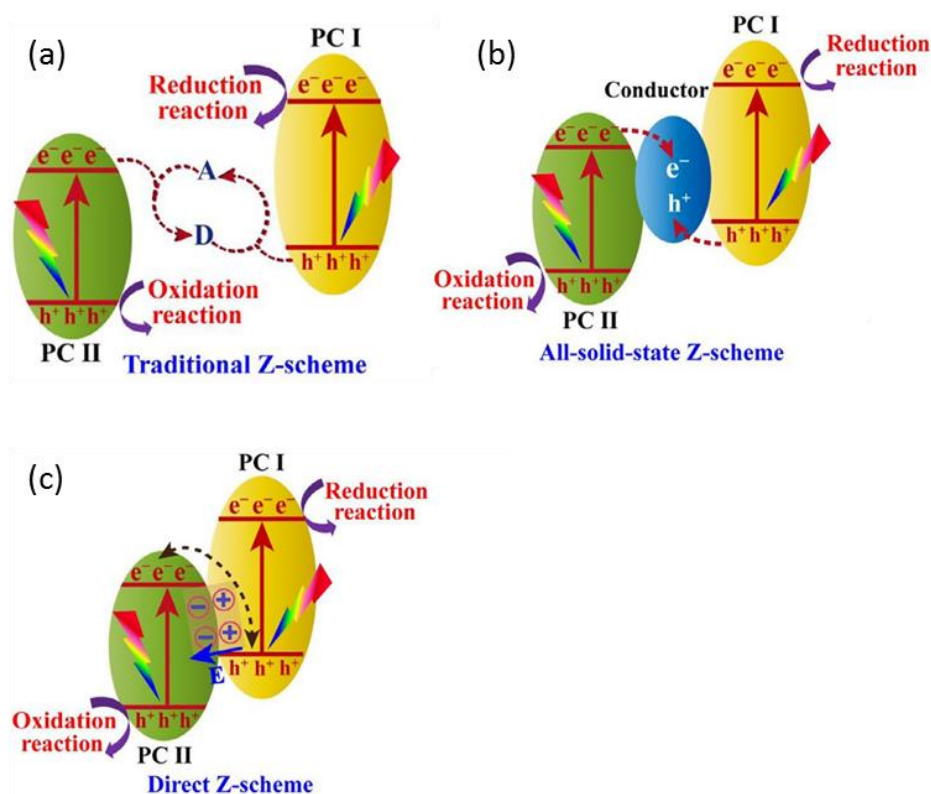 (a)
PC I
Reduction
reaction
e⁻ e⁻ e⁻
e⁻ e⁻ e⁻
A
D
h⁺ h⁺ h⁺
h⁺ h⁺ h⁺
Oxidation
reaction
PC II
Traditional Z-scheme
(b)
PC I
Reduction
reaction
Conductor
e⁻ e⁻ e⁻
e⁻ e⁻ e⁻
e⁻
h⁺
h⁺ h⁺ h⁺
h⁺ h⁺ h⁺
Oxidation
reaction
PC II
All-solid-state Z-scheme
(c)
PC I
Reduction
reaction
e⁻ e⁻ e⁻
e⁻ e⁻ e⁻
− +
− +
E
h⁺ h⁺ h⁺
h⁺ h⁺ h⁺
Oxidation
reaction
PC II
Direct Z-scheme